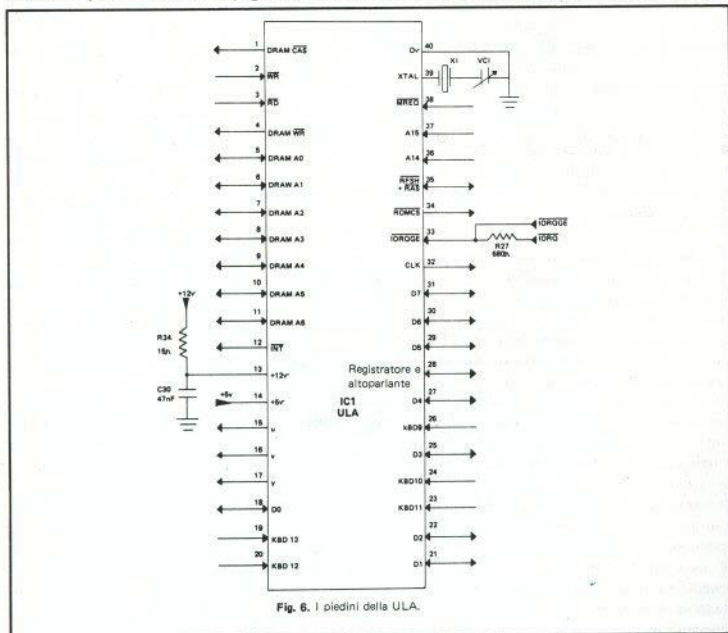 1 DRAM CAS
2 WR
3 RD
4 DRAM WR
5 DRAM A0
6 DRAW A1
7 DRAM A2
8 DRAM A3
9 DRAM A4
10 DRAM A5
11 DRAM A6
12 INT
13 +12v
14 +5v
15 u
16 v
17 y
18 D0
19 KBD 13
20 KBD 12
+12v
R34
15n.
C30
47nF
+5v
IC1
ULA
Registratore e
altoparlante
0v 40
XTAL 39
X1
VC1
MREQ 38
A15 37
A14 36
RFSH
+ RAS 35
ROMCS 34
IORQGE 33
IORQGE
IORQ
R27
680n.
CLK 32
D7 31
D6 30
D5 29
28
D4 27
KBD9 26
D3 25
KBD10 24
KBD11 23
D2 22
D1 21
Fig. 6. I piedini della ULA.